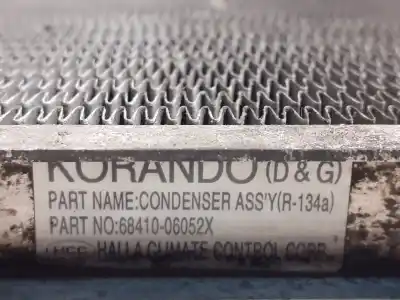 KORANDO (D & G)
PART NAME:CONDENSER ASS'Y(R-134a)
PART NO:68410-06052X
HALLA CLIMATE CONTROL CORP.